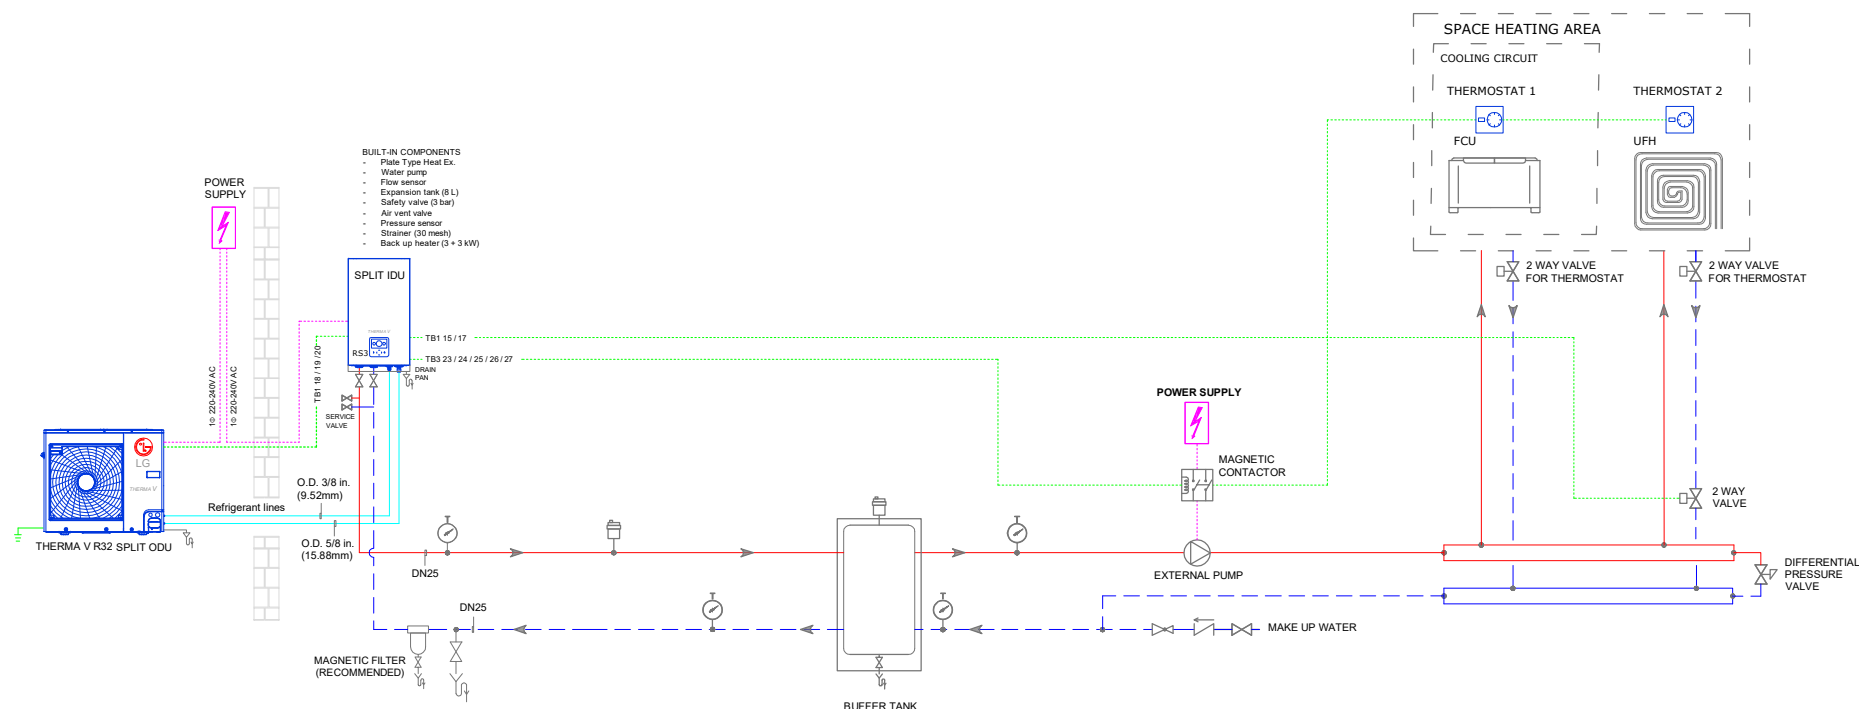 SPACE HEATING AREA
COOLING CIRCUIT
THERMOSTAT 1
THERMOSTAT 2
FCU
UFH
BUILT-IN COMPONENTS
- Plate Type Heat Ex.
- Water pump
- Flow sensor
- Expansion tank (8 L)
- Safety valve (3 bar)
- Air vent valve
- Pressure sensor
- Strainer (30 mesh)
- Back up heater (3 + 3 kW)
POWER
SUPPLY
SPLIT IDU
THERMA V
RS3
2 WAY VALVE
FOR THERMOSTAT
2 WAY VALVE
FOR THERMOSTAT
TB1 15 / 17
TB3 23 / 24 / 25 / 26 / 27
DRAIN
PAN
1Φ 220-240V AC
1Φ 220-240V AC
TB1 18 / 19 / 20
SERVICE
VALVE
POWER SUPPLY
MAGNETIC
CONTACTOR
LG
LG
THERMA V
O.D. 3/8 in.
(9.52mm)
Refrigerant lines
2 WAY
VALVE
THERMA V R32 SPLIT ODU
O.D. 5/8 in.
(15.88mm)
DN25
EXTERNAL PUMP
DIFFERENTIAL
PRESSURE
VALVE
DN25
MAKE UP WATER
MAGNETIC FILTER
(RECOMMENDED)
BUFFER TANK